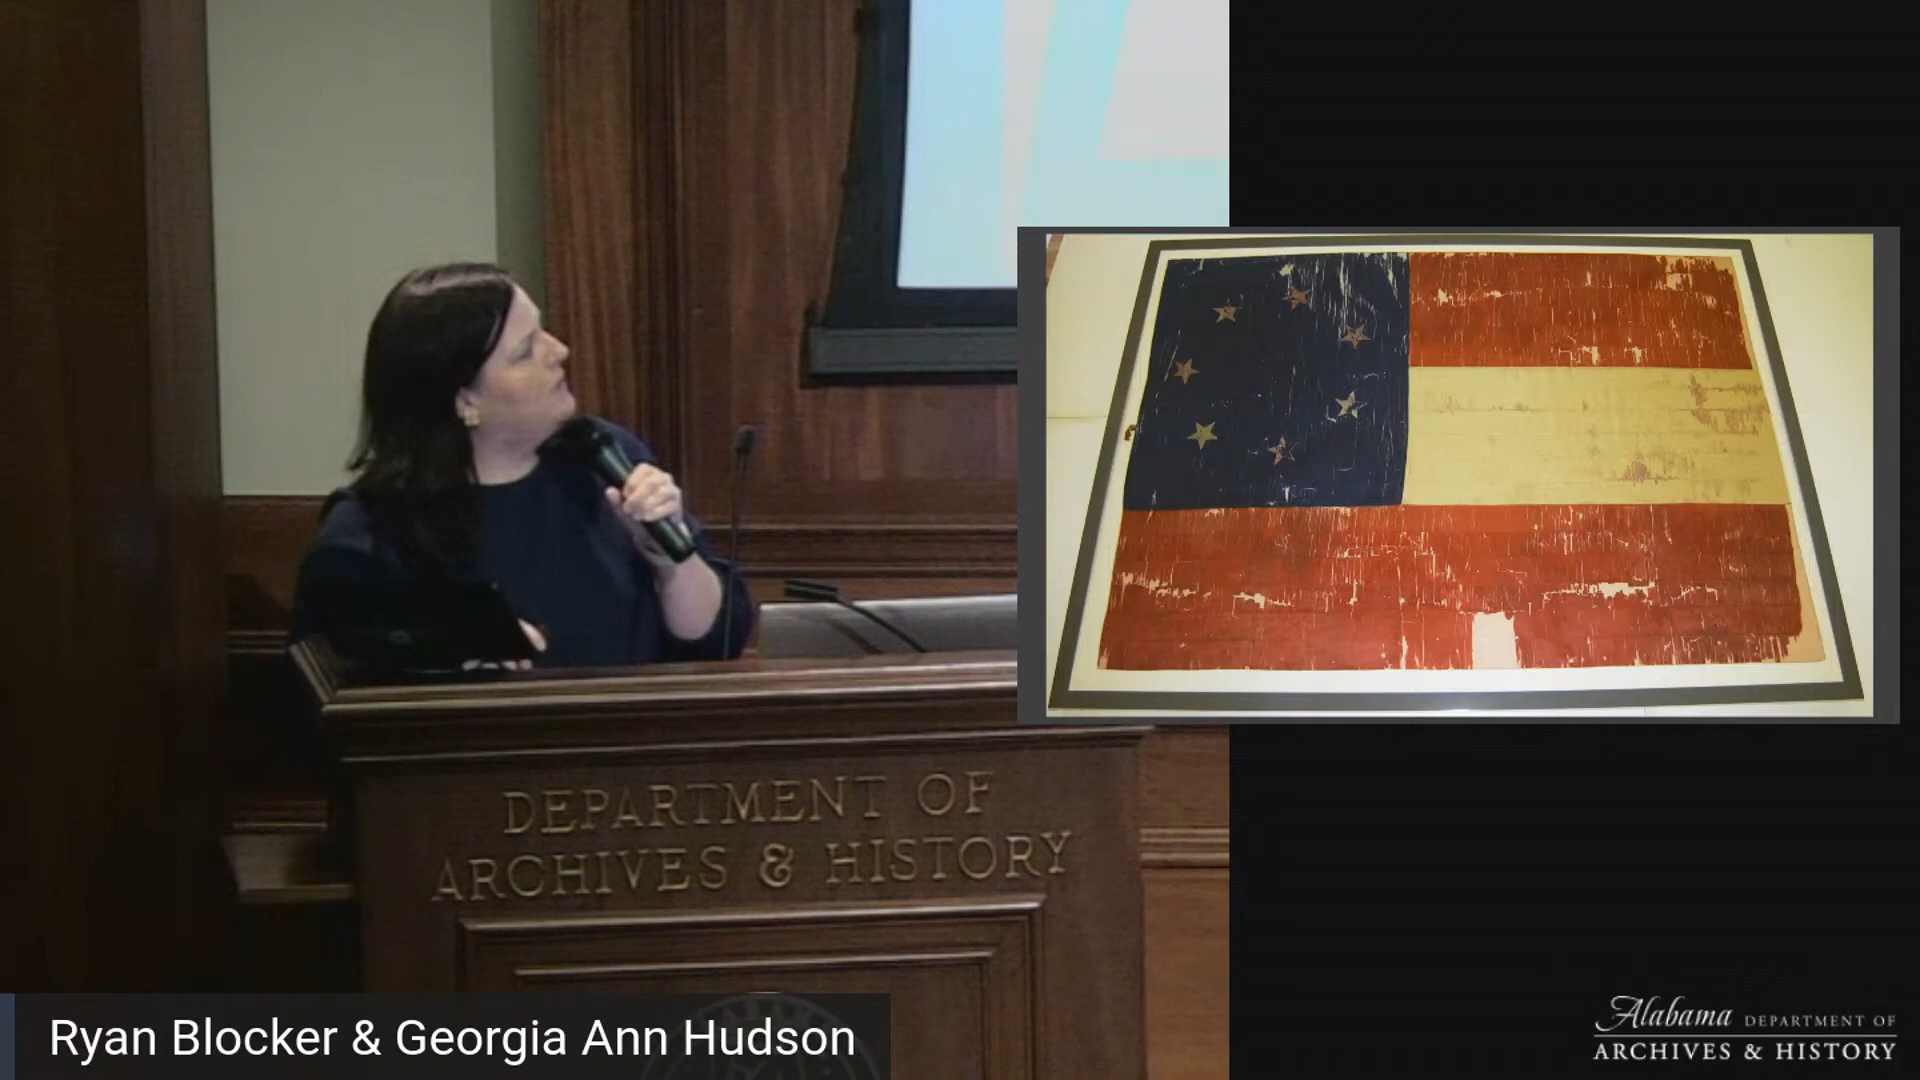 DEPARTMENT OF
ARCHIVES & HISTORY
Ryan Blocker & Georgia Ann Hudson
Alabama DEPARTMENT OF
ARCHIVES & HISTORY